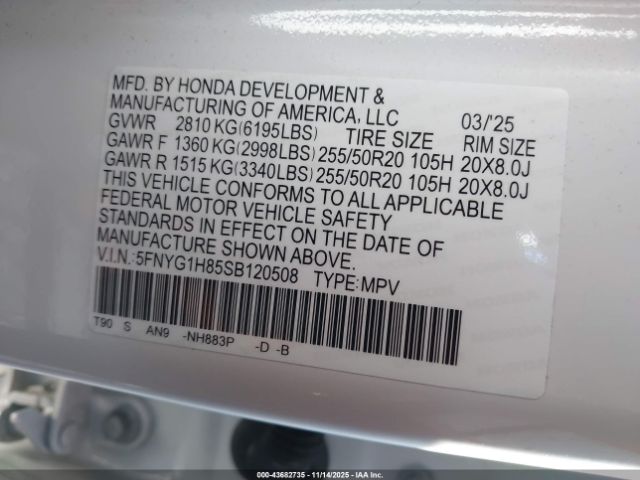 MFD. BY HONDA DEVELOPMENT &
MANUFACTURING OF AMERICA, LLC 03/'25
GVWR 2810 KG(6195LBS) TIRE SIZE RIM SIZE
GAWR F 1360 KG(2998LBS) 255/50R20 105H 20X8.0J
GAWR R 1515 KG(3340LBS) 255/50R20 105H 20X8.0J
THIS VEHICLE CONFORMS TO ALL APPLICABLE
FEDERAL MOTOR VEHICLE SAFETY
STANDARDS IN EFFECT ON THE DATE OF
MANUFACTURE SHOWN ABOVE.
V.I.N.:5FNYG1H85SB120508 TYPE:MPV
T90 S AN9 -NH883P -D -B
000-43682735 - 11/14/2025 - IAA Inc.